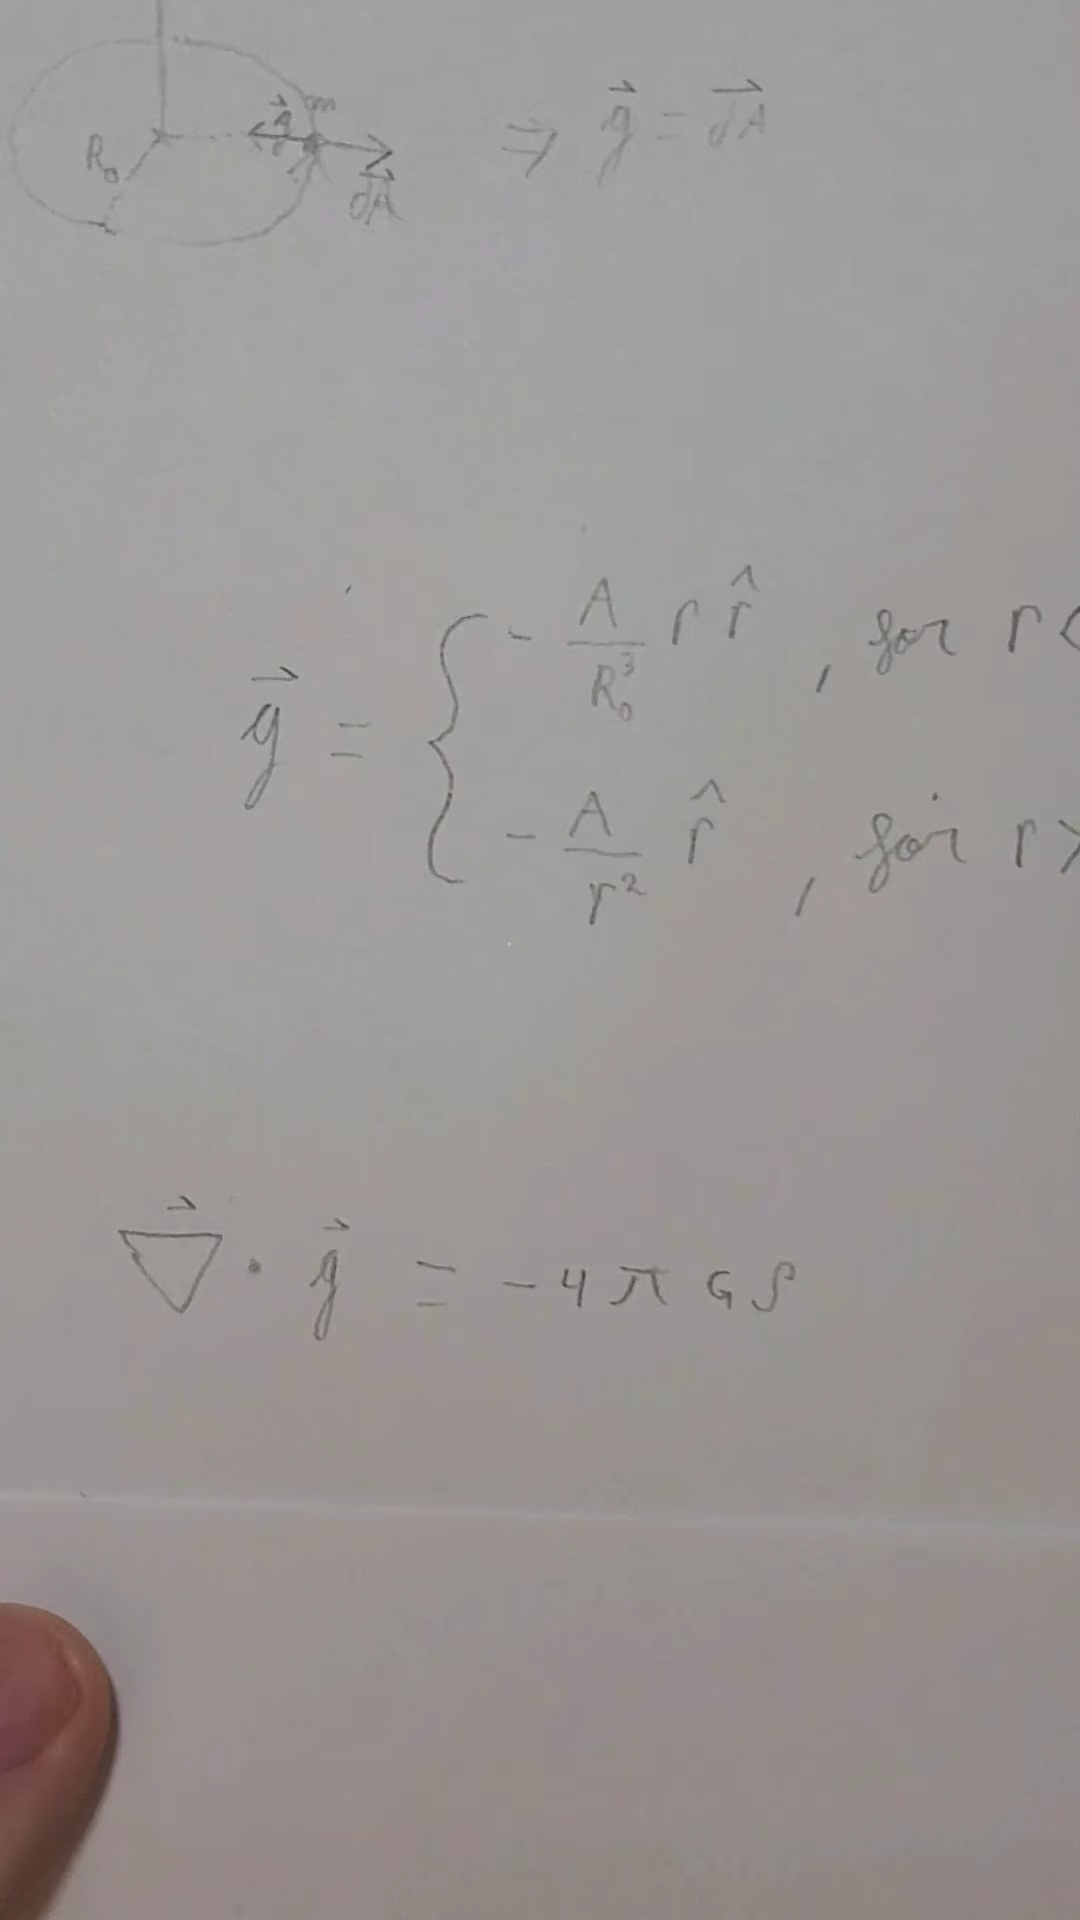 m
g⃗
R₀
dA⃗
⇒ g⃗ = dA⃗
g⃗ = { - A/R₀³ r r̂ , for r <
- A/r² r̂ , for r >
∇⃗ · g⃗ = -4πGρ